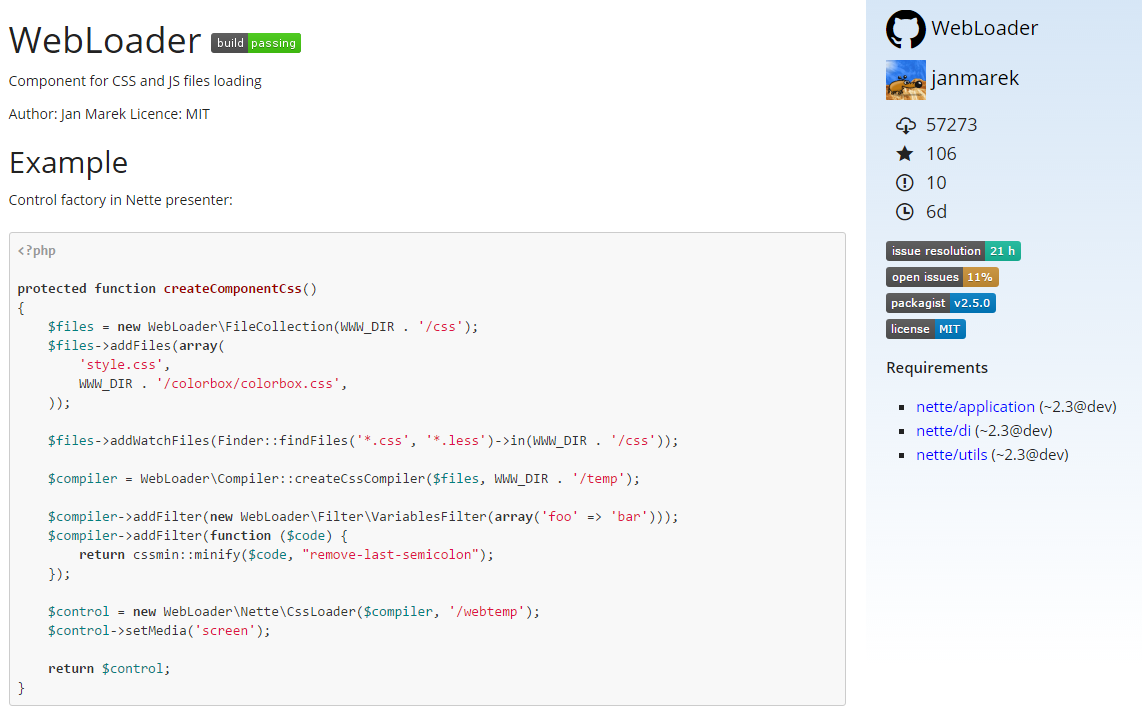 WebLoader build passing
Component for CSS and JS files loading
Author: Jan Marek Licence: MIT
Example
Control factory in Nette presenter:
<?php
protected function createComponentCss()
{
    $files = new WebLoader\FileCollection(WWW_DIR . '/css');
    $files->addFiles(array(
        'style.css',
        WWW_DIR . '/colorbox/colorbox.css',
    ));
    $files->addWatchFiles(Finder::findFiles('*.css', '*.less')->in(WWW_DIR . '/css'));
    $compiler = WebLoader\Compiler::createCssCompiler($files, WWW_DIR . '/temp');
    $compiler->addFilter(new WebLoader\Filter\VariablesFilter(array('foo' => 'bar')));
    $compiler->addFilter(function ($code) {
        return cssmin::minify($code, "remove-last-semicolon");
    });
    $control = new WebLoader\Nette\CssLoader($compiler, '/webtemp');
    $control->setMedia('screen');
    return $control;
}
WebLoader
janmarek
57273
106
10
6d
issue resolution 21 h
open issues 11%
packagist v2.5.0
license MIT
Requirements
nette/application (~2.3@dev)
nette/di (~2.3@dev)
nette/utils (~2.3@dev)